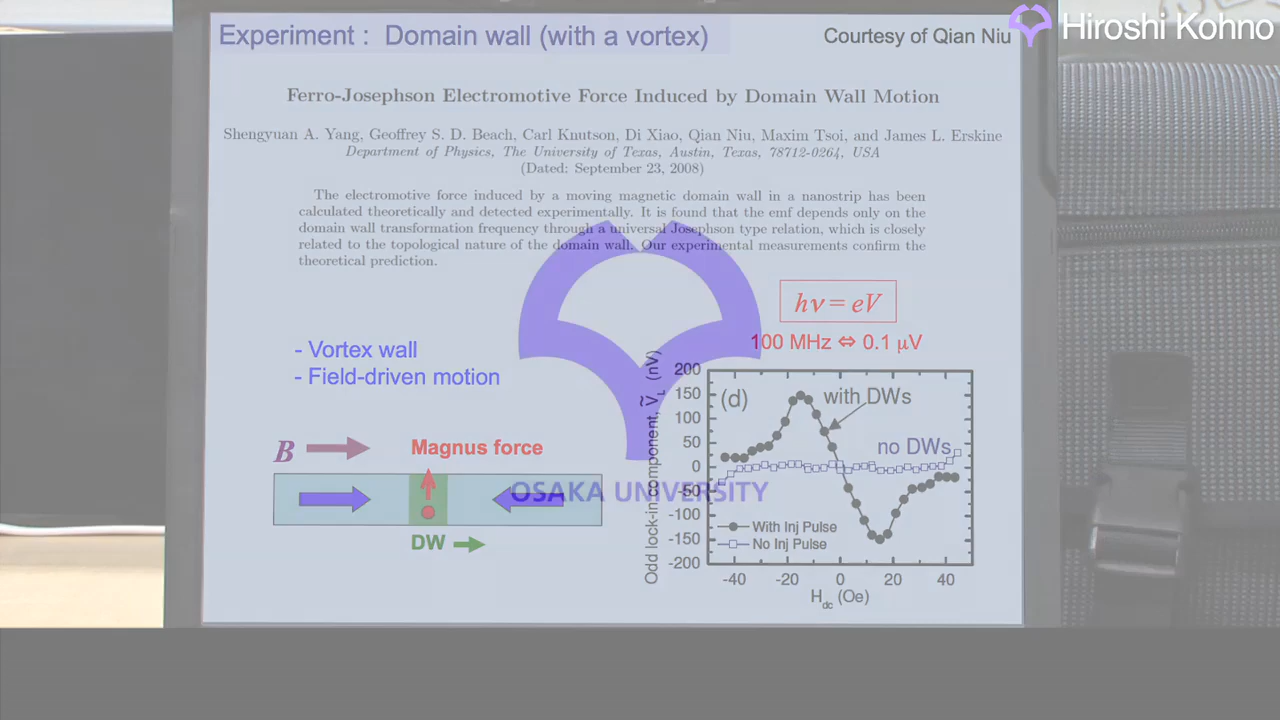 Experiment : Domain wall (with a vortex)
Courtesy of Qian Niu
Hiroshi Kohno
Ferro-Josephson Electromotive Force Induced by Domain Wall Motion
Shengyuan A. Yang, Geoffrey S. D. Beach, Carl Knutson, Di Xiao, Qian Niu, Maxim Tsoi, and James L. Erskine
Department of Physics, The University of Texas, Austin, Texas, 78712-0264, USA
(Dated: September 23, 2008)
The electromotive force induced by a moving magnetic domain wall in a nanostrip has been
calculated theoretically and detected experimentally. It is found that the emf depends only on the
domain wall transformation frequency through a universal Josephson type relation, which is closely
related to the topological nature of the domain wall. Our experimental measurements confirm the
theoretical prediction.
hν = eV
100 MHz ⇔ 0.1 μV
- Vortex wall
- Field-driven motion
B
Magnus force
DW
OSAKA UNIVERSITY
Odd lock-in component, Ṽ⊥ (nV)
200
150
100
50
0
-50
-100
-150
-200
(d)
with DWs
no DWs
With Inj Pulse
No Inj Pulse
-40 -20 0 20 40
Hdc (Oe)